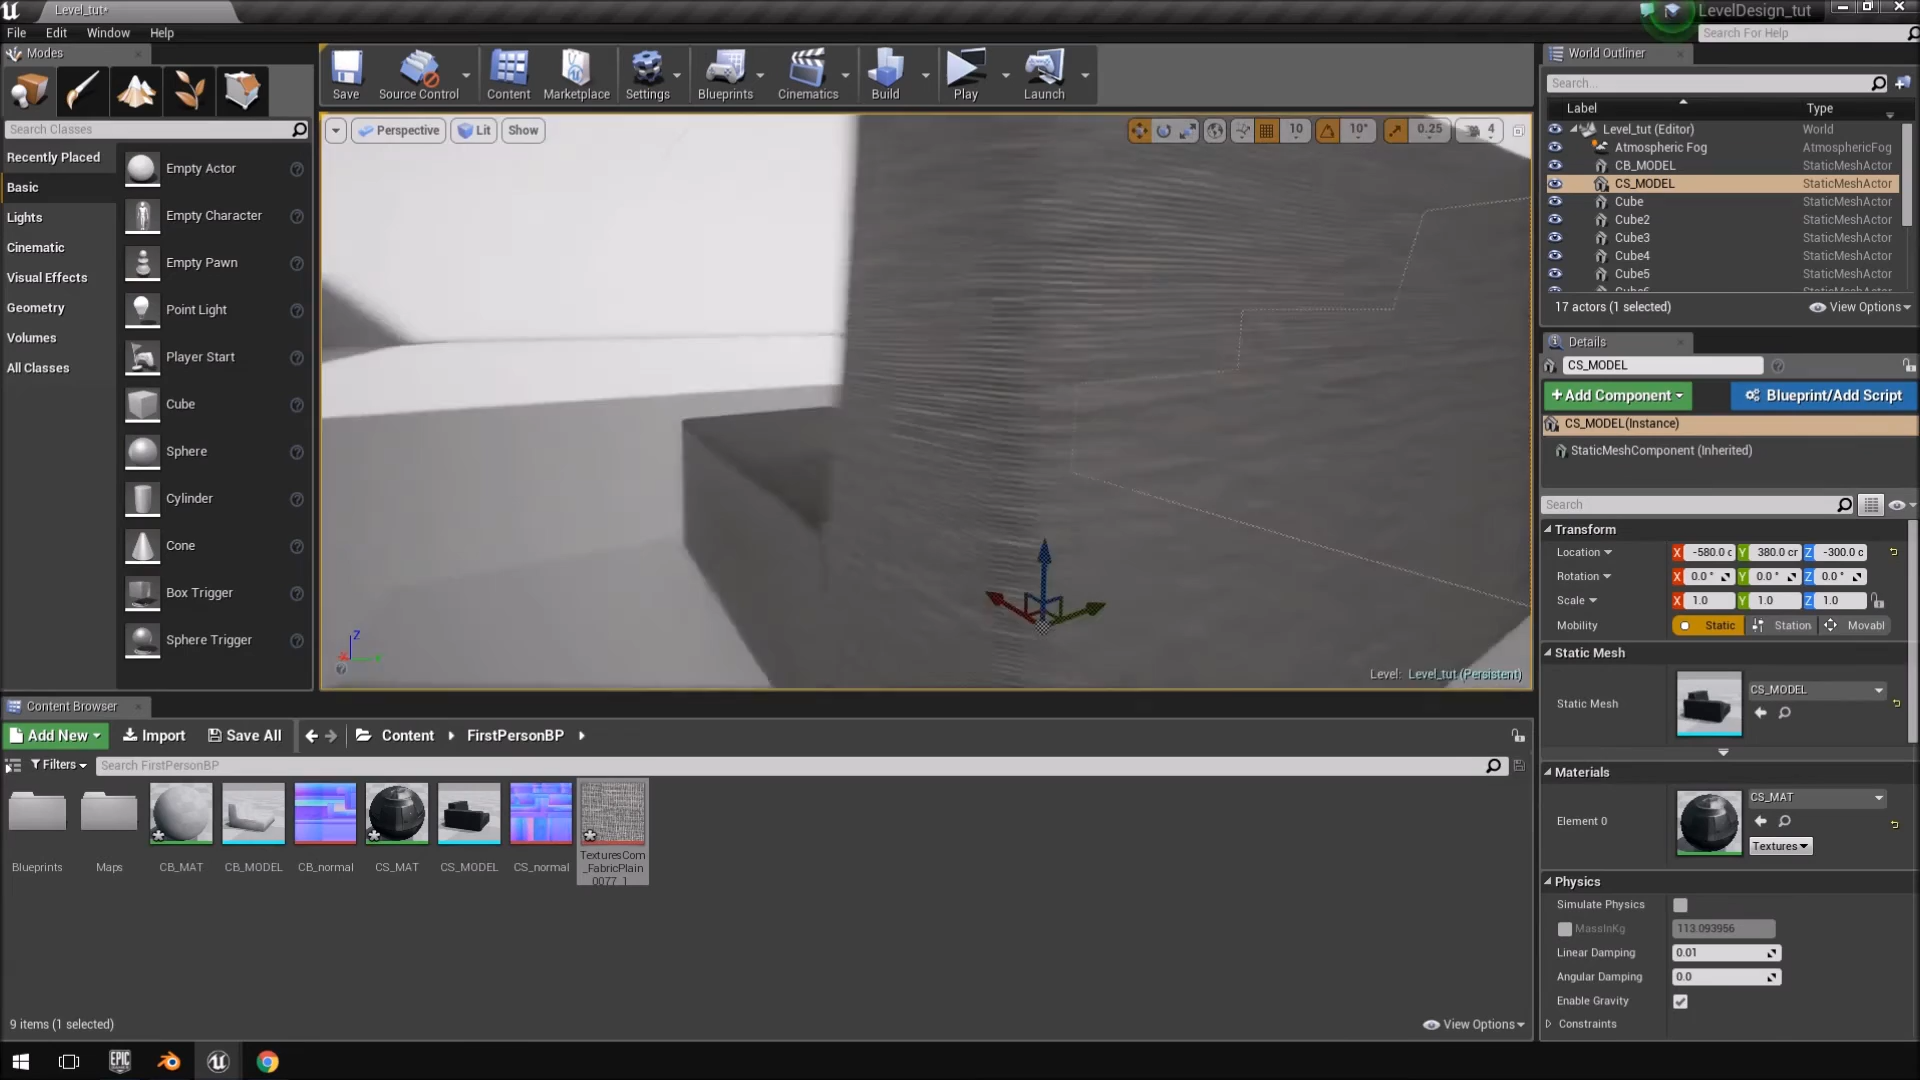 Level_tut*
LevelDesign_tut
File Edit Window Help
Search For Help
Modes
Search Classes
Recently Placed
Basic
Lights
Cinematic
Visual Effects
Geometry
Volumes
All Classes
Empty Actor
Empty Character
Empty Pawn
Point Light
Player Start
Cube
Sphere
Cylinder
Cone
Box Trigger
Sphere Trigger
Save
Source Control
Content
Marketplace
Settings
Blueprints
Cinematics
Build
Play
Launch
Perspective
Lit
Show
10
10°
0.25
4
Z
Level: Level_tut (Persistent)
World Outliner
Search...
Label Type
Level_tut (Editor) World
Atmospheric Fog AtmosphericFog
CB_MODEL StaticMeshActor
CS_MODEL StaticMeshActor
Cube StaticMeshActor
Cube2 StaticMeshActor
Cube3 StaticMeshActor
Cube4 StaticMeshActor
Cube5 StaticMeshActor
17 actors (1 selected)
View Options
Details
CS_MODEL
+Add Component
Blueprint/Add Script
CS_MODEL(Instance)
StaticMeshComponent (Inherited)
Search
Transform
Location X -580.0 c Y 380.0 cr Z -300.0 c
Rotation X 0.0 ° Y 0.0 ° Z 0.0 °
Scale X 1.0 Y 1.0 Z 1.0
Mobility Static Station Movabl
Static Mesh
Static Mesh
CS_MODEL
Materials
Element 0
CS_MAT
Textures
Physics
Simulate Physics
MassInKg 113.093956
Linear Damping 0.01
Angular Damping 0.0
Enable Gravity
Constraints
Content Browser
Add New
Import
Save All
Content
FirstPersonBP
Filters
Search FirstPersonBP
Blueprints
Maps
CB_MAT
CB_MODEL
CB_normal
CS_MAT
CS_MODEL
CS_normal
TexturesCom
_FabricPlain
0077_1
9 items (1 selected)
View Options
EPIC
GAMES